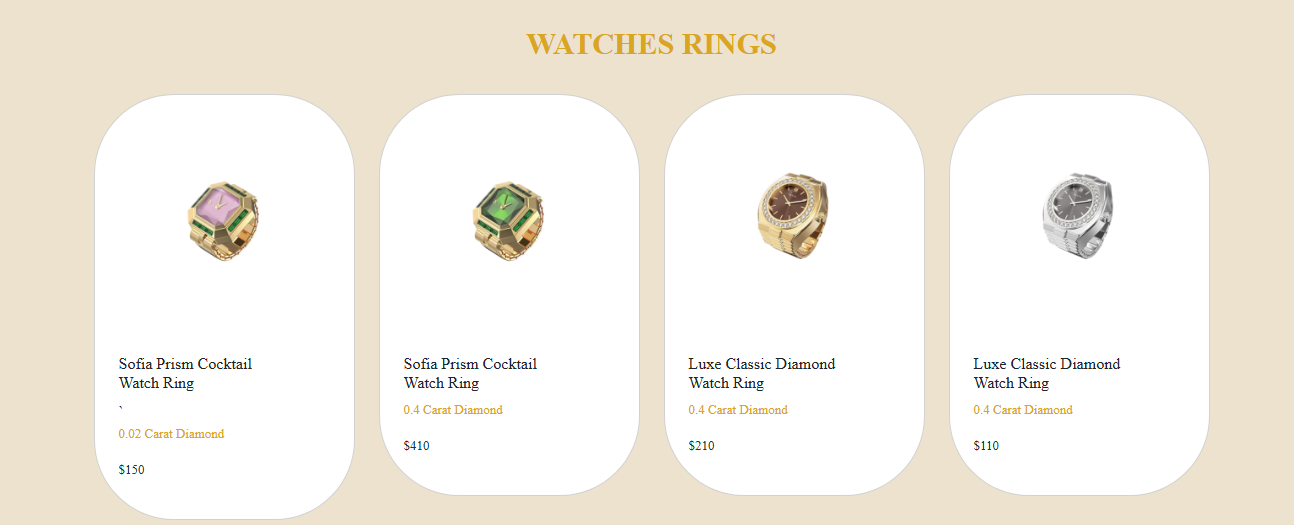 WATCHES RINGS
Sofia Prism Cocktail
Watch Ring
`
0.02 Carat Diamond
$150
Sofia Prism Cocktail
Watch Ring
0.4 Carat Diamond
$410
Luxe Classic Diamond
Watch Ring
0.4 Carat Diamond
$210
Luxe Classic Diamond
Watch Ring
0.4 Carat Diamond
$110